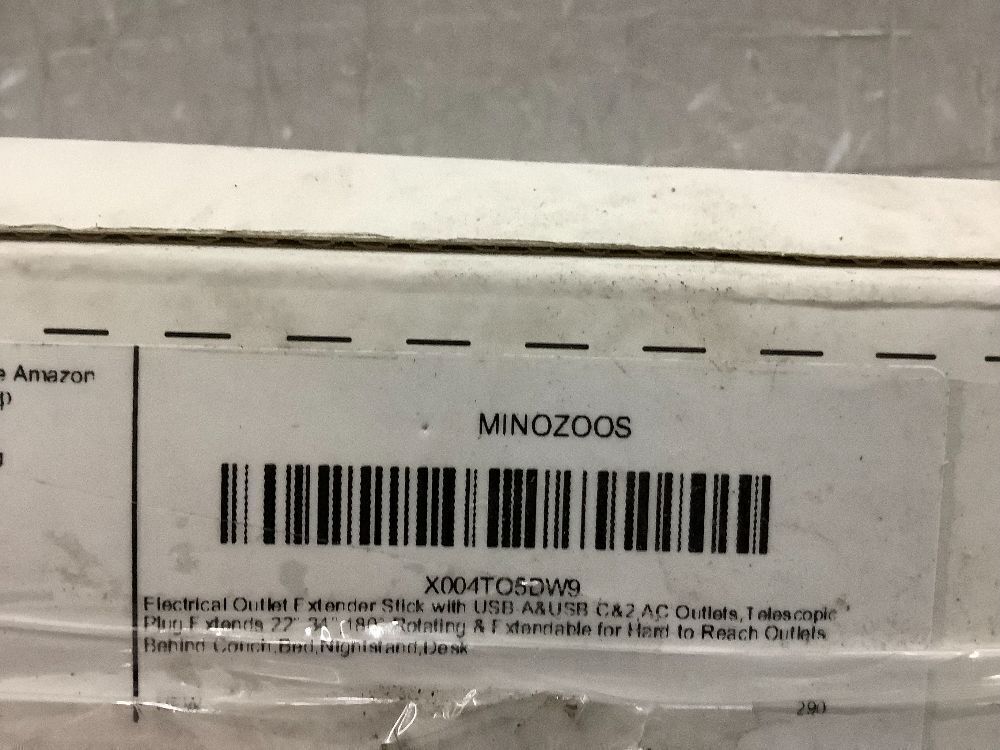 Amazon
MINOZOOS
X004TO5DW9
Electrical Outlet Extender Stick with USB A&USB C&2 AC Outlets,Telescopic
Plug Extends 22"-34",180° Rotating & Extendable for Hard to Reach Outlets
Behind Couch,Bed,Nightstand,Desk
290